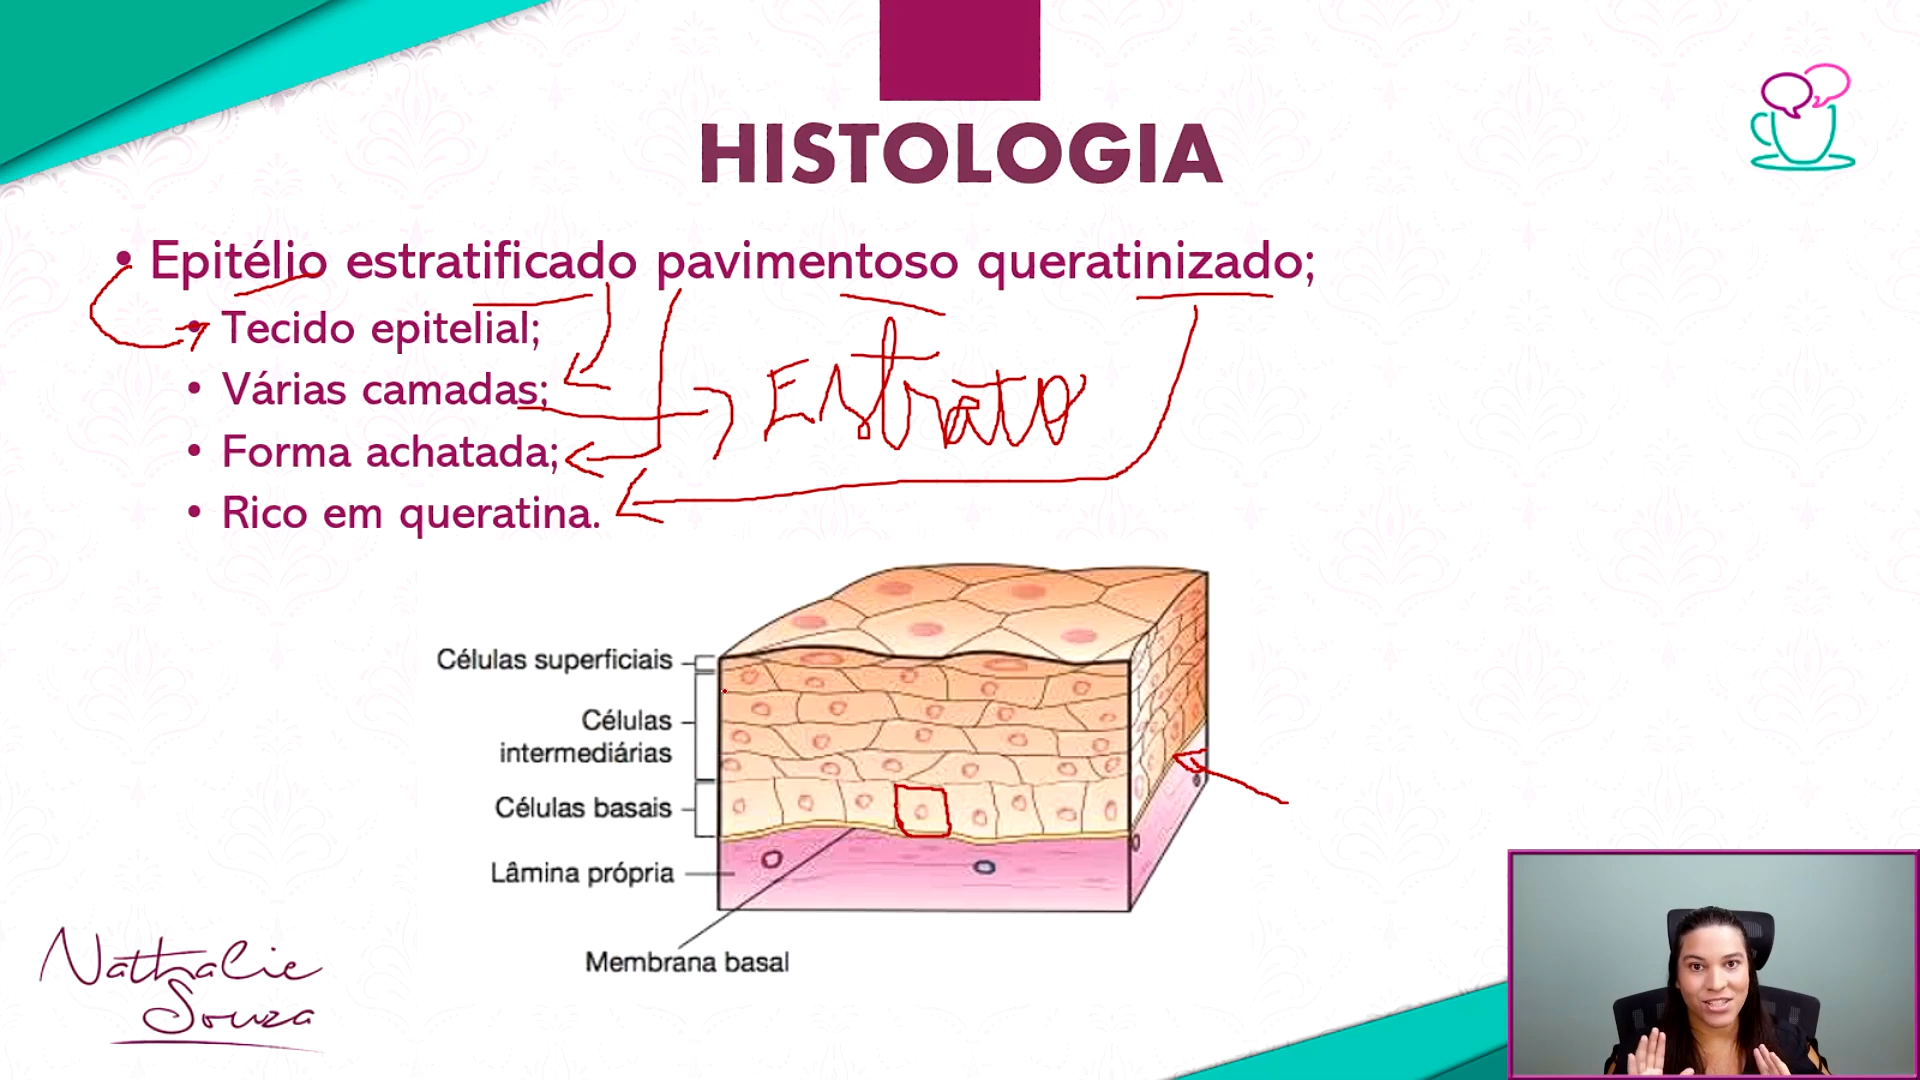 HISTOLOGIA
• Epitélio estratificado pavimentoso queratinizado;
• Tecido epitelial;
• Várias camadas;
Estrato
• Forma achatada;
• Rico em queratina.
Células superficiais
Células
intermediárias
Células basais
Lâmina própria
Membrana basal
Nathalie
Souza